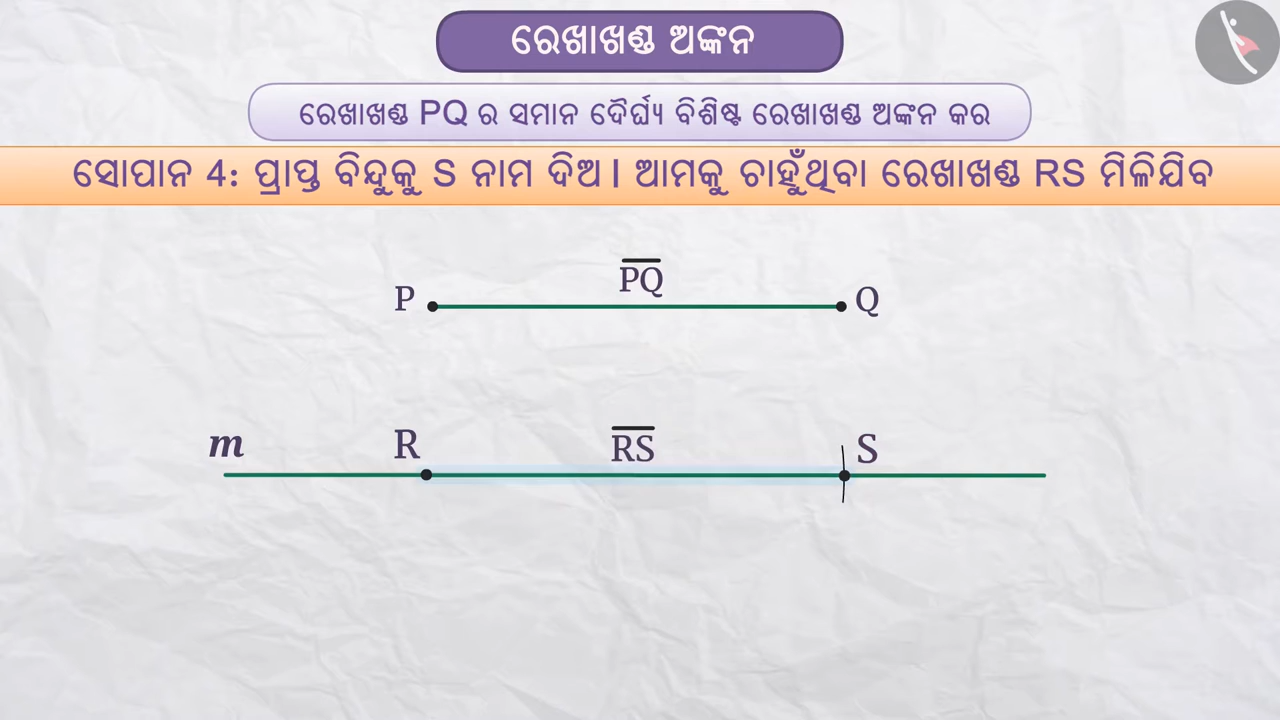 ରେଖାଖଣ୍ଡ ଅଙ୍କନ
ରେଖାଖଣ୍ଡ PQ ର ସମାନ ଦୈର୍ଘ୍ୟ ବିଶିଷ୍ଟ ରେଖାଖଣ୍ଡ ଅଙ୍କନ କର
ସୋପାନ 4: ପ୍ରାପ୍ତ ବିନ୍ଦୁକୁ S ନାମ ଦିଅ। ଆମକୁ ଚାହୁଁଥିବା ରେଖାଖଣ୍ଡ RS ମିଳିଯିବ
PQ
P Q
m R RS S